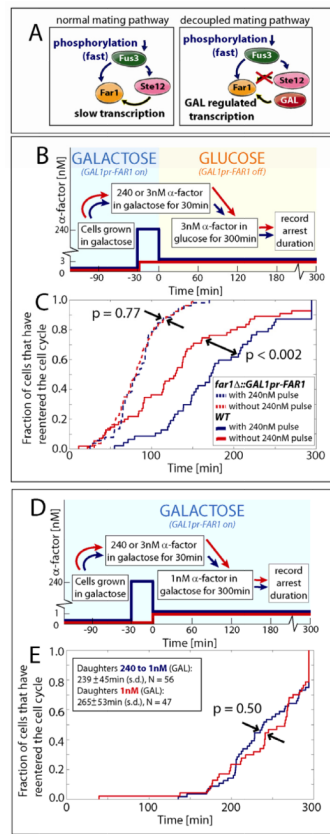 A
normal mating pathway
phosphorylation
(fast)
Fus3
Far1
Ste12
slow transcription
decoupled mating pathway
phosphorylation
(fast)
Fus3
Ste12
Far1
GAL
GAL regulated
transcription
B
GALACTOSE
(GAL1pr-FAR1 on)
GLUCOSE
(GAL1pr-FAR1 off)
α-factor [nM]
240
3
0
240 or 3nM α-factor
in galactose for 30min
Cells grown
in galactose
3nM α-factor in
glucose for 300min
record
arrest
duration
-90 -60 -30 0 60 120 180 300
Time [min]
C
Fraction of cells that have
reentered the cell cycle
1.0
0.8
0.6
0.4
0.2
0.0
p = 0.77
p < 0.002
far1Δ::GAL1pr-FAR1
with 240nM pulse
without 240nM pulse
WT
with 240nM pulse
without 240nM pulse
0 100 200 300
Time [min]
D
GALACTOSE
(GAL1pr-FAR1 on)
α-factor [nM]
240
1
0
240 or 3nM α-factor
in galactose for 30min
Cells grown
in galactose
1nM α-factor in
galactose for 300min
record
arrest
duration
-90 -60 -30 0 60 120 180 300
Time [min]
E
Fraction of cells that have
reentered the cell cycle
1.0
0.8
0.6
0.4
0.2
0.0
Daughters 240 to 1nM (GAL):
239±45min (s.d.), N = 56
Daughters 1nM (GAL):
265±53min (s.d.), N = 47
p = 0.50
0 100 200 300
Time [min]